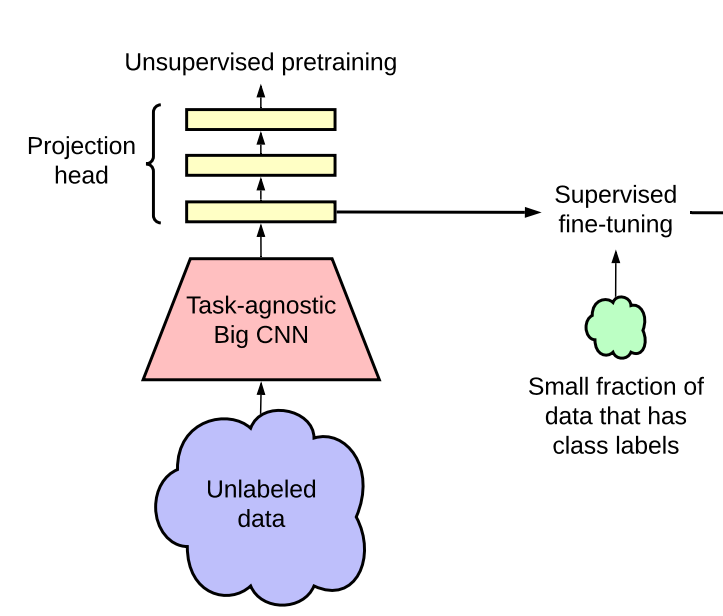 Unsupervised pretraining
Projection
head
Task-agnostic
Big CNN
Unlabeled
data
Supervised
fine-tuning
Small fraction of
data that has
class labels